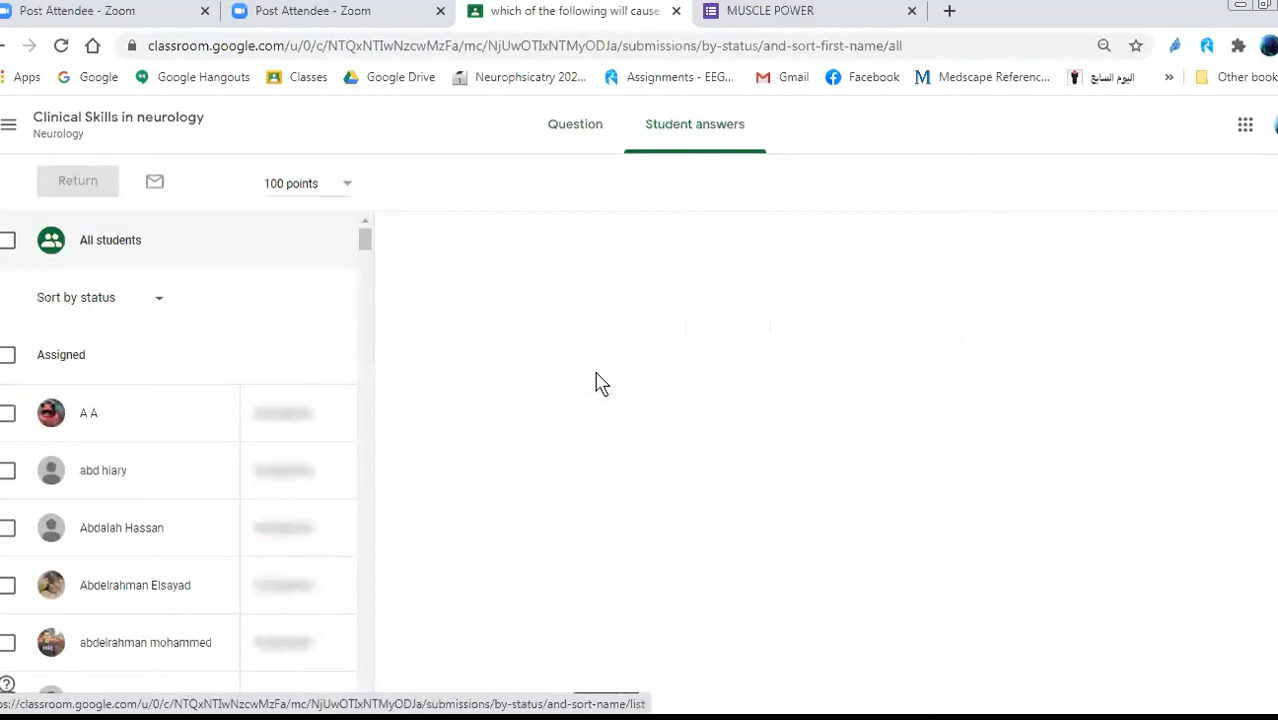 Post Attendee - Zoom
Post Attendee - Zoom
which of the following will cause
MUSCLE POWER
classroom.google.com/u/0/c/NTQxNTIwNzcwMzFa/mc/NjUwOTIxNTMyODJa/submissions/by-status/and-sort-first-name/all
Apps
Google
Google Hangouts
Classes
Google Drive
Neurophsicatry 202...
Assignments - EEG...
Gmail
Facebook
Medscape Referenc...
اليوم السابع
»
Other book
Clinical Skills in neurology
Neurology
Question
Student answers
Return
100 points
All students
Sort by status
Assigned
A A
abd hiary
Abdalah Hassan
Abdelrahman Elsayad
abdelrahman mohammed
ps://classroom.google.com/u/0/c/NTQxNTIwNzcwMzFa/mc/NjUwOTIxNTMyODJa/submissions/by-status/and-sort-name/list